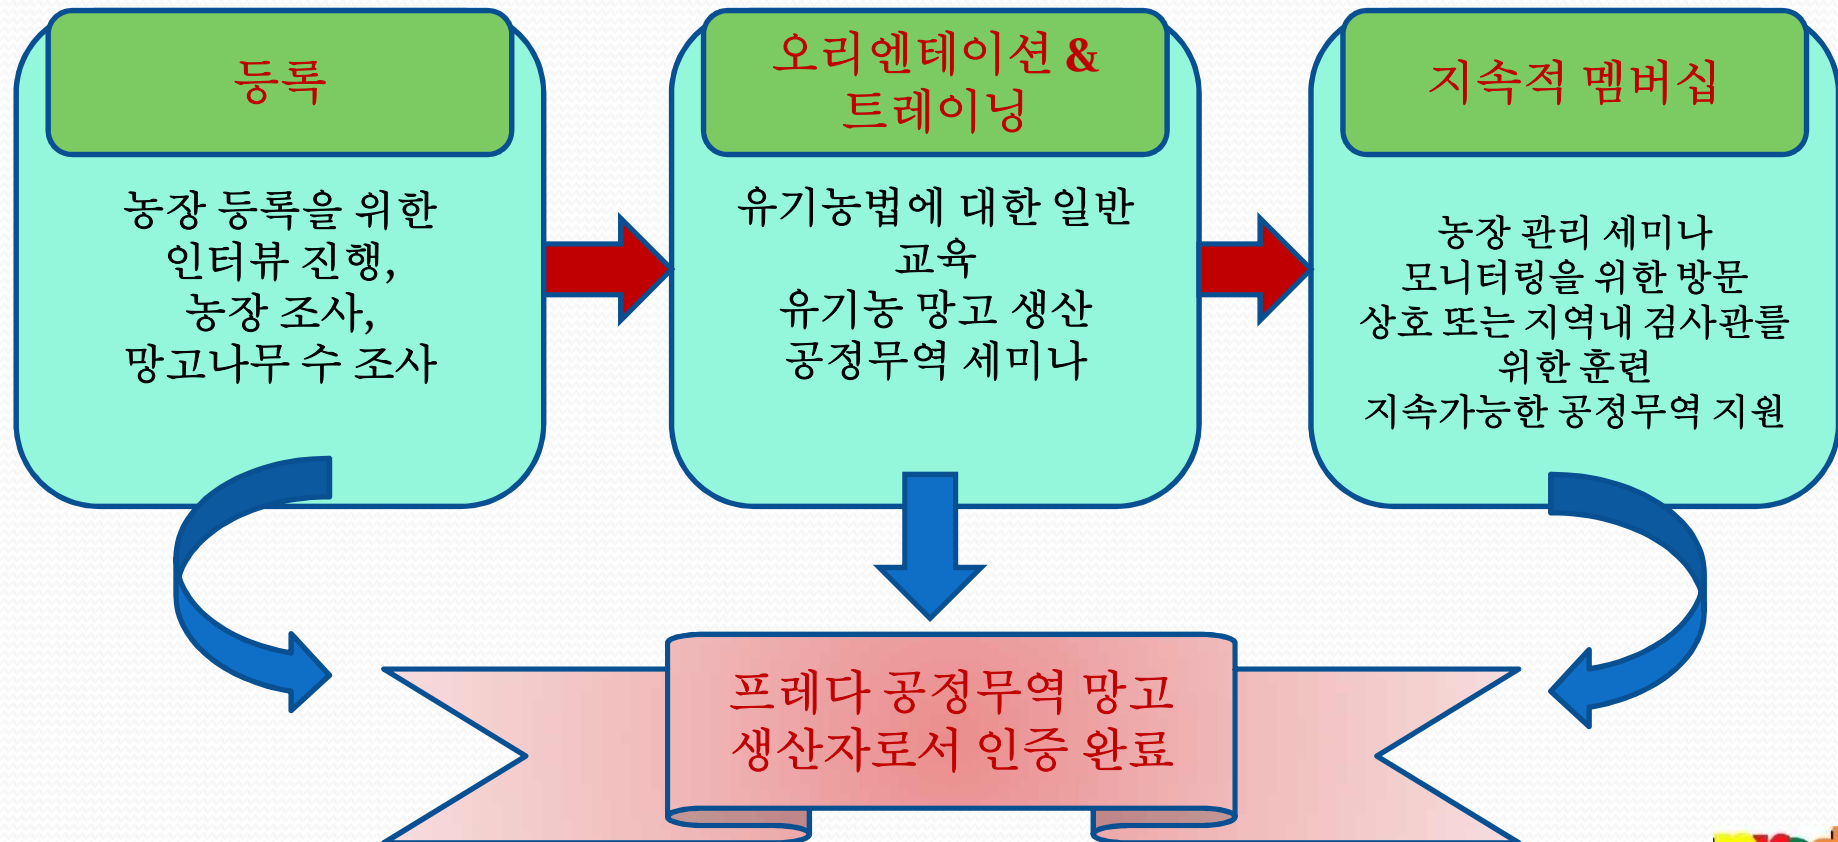 등록
농장 등록을 위한
인터뷰 진행,
농장 조사,
망고나무 수 조사
오리엔테이션 &
트레이닝
유기농법에 대한 일반
교육
유기농 망고 생산
공정무역 세미나
지속적 멤버십
농장 관리 세미나
모니터링을 위한 방문
상호 또는 지역내 검사관를
위한 훈련
지속가능한 공정무역 지원
프레다 공정무역 망고
생산자로서 인증 완료